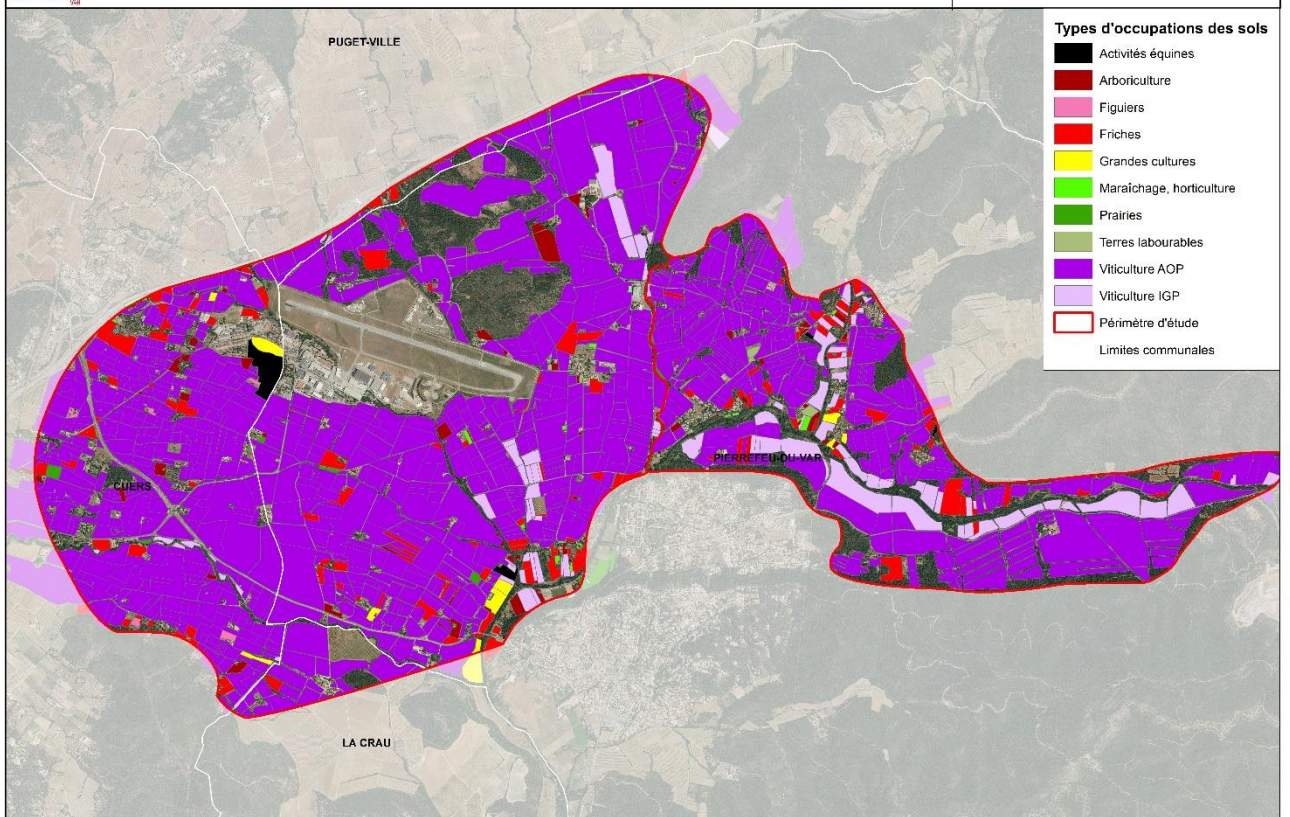 PUGET-VILLE
Types d'occupations des sols
Activités équines
Arboriculture
Figuiers
Friches
Grandes cultures
Maraîchage, horticulture
Prairies
Terres labourables
Viticulture AOP
Viticulture IGP
Périmètre d'étude
Limites communales
PIERREFEU-DU-VAR
CUERS
LA CRAU